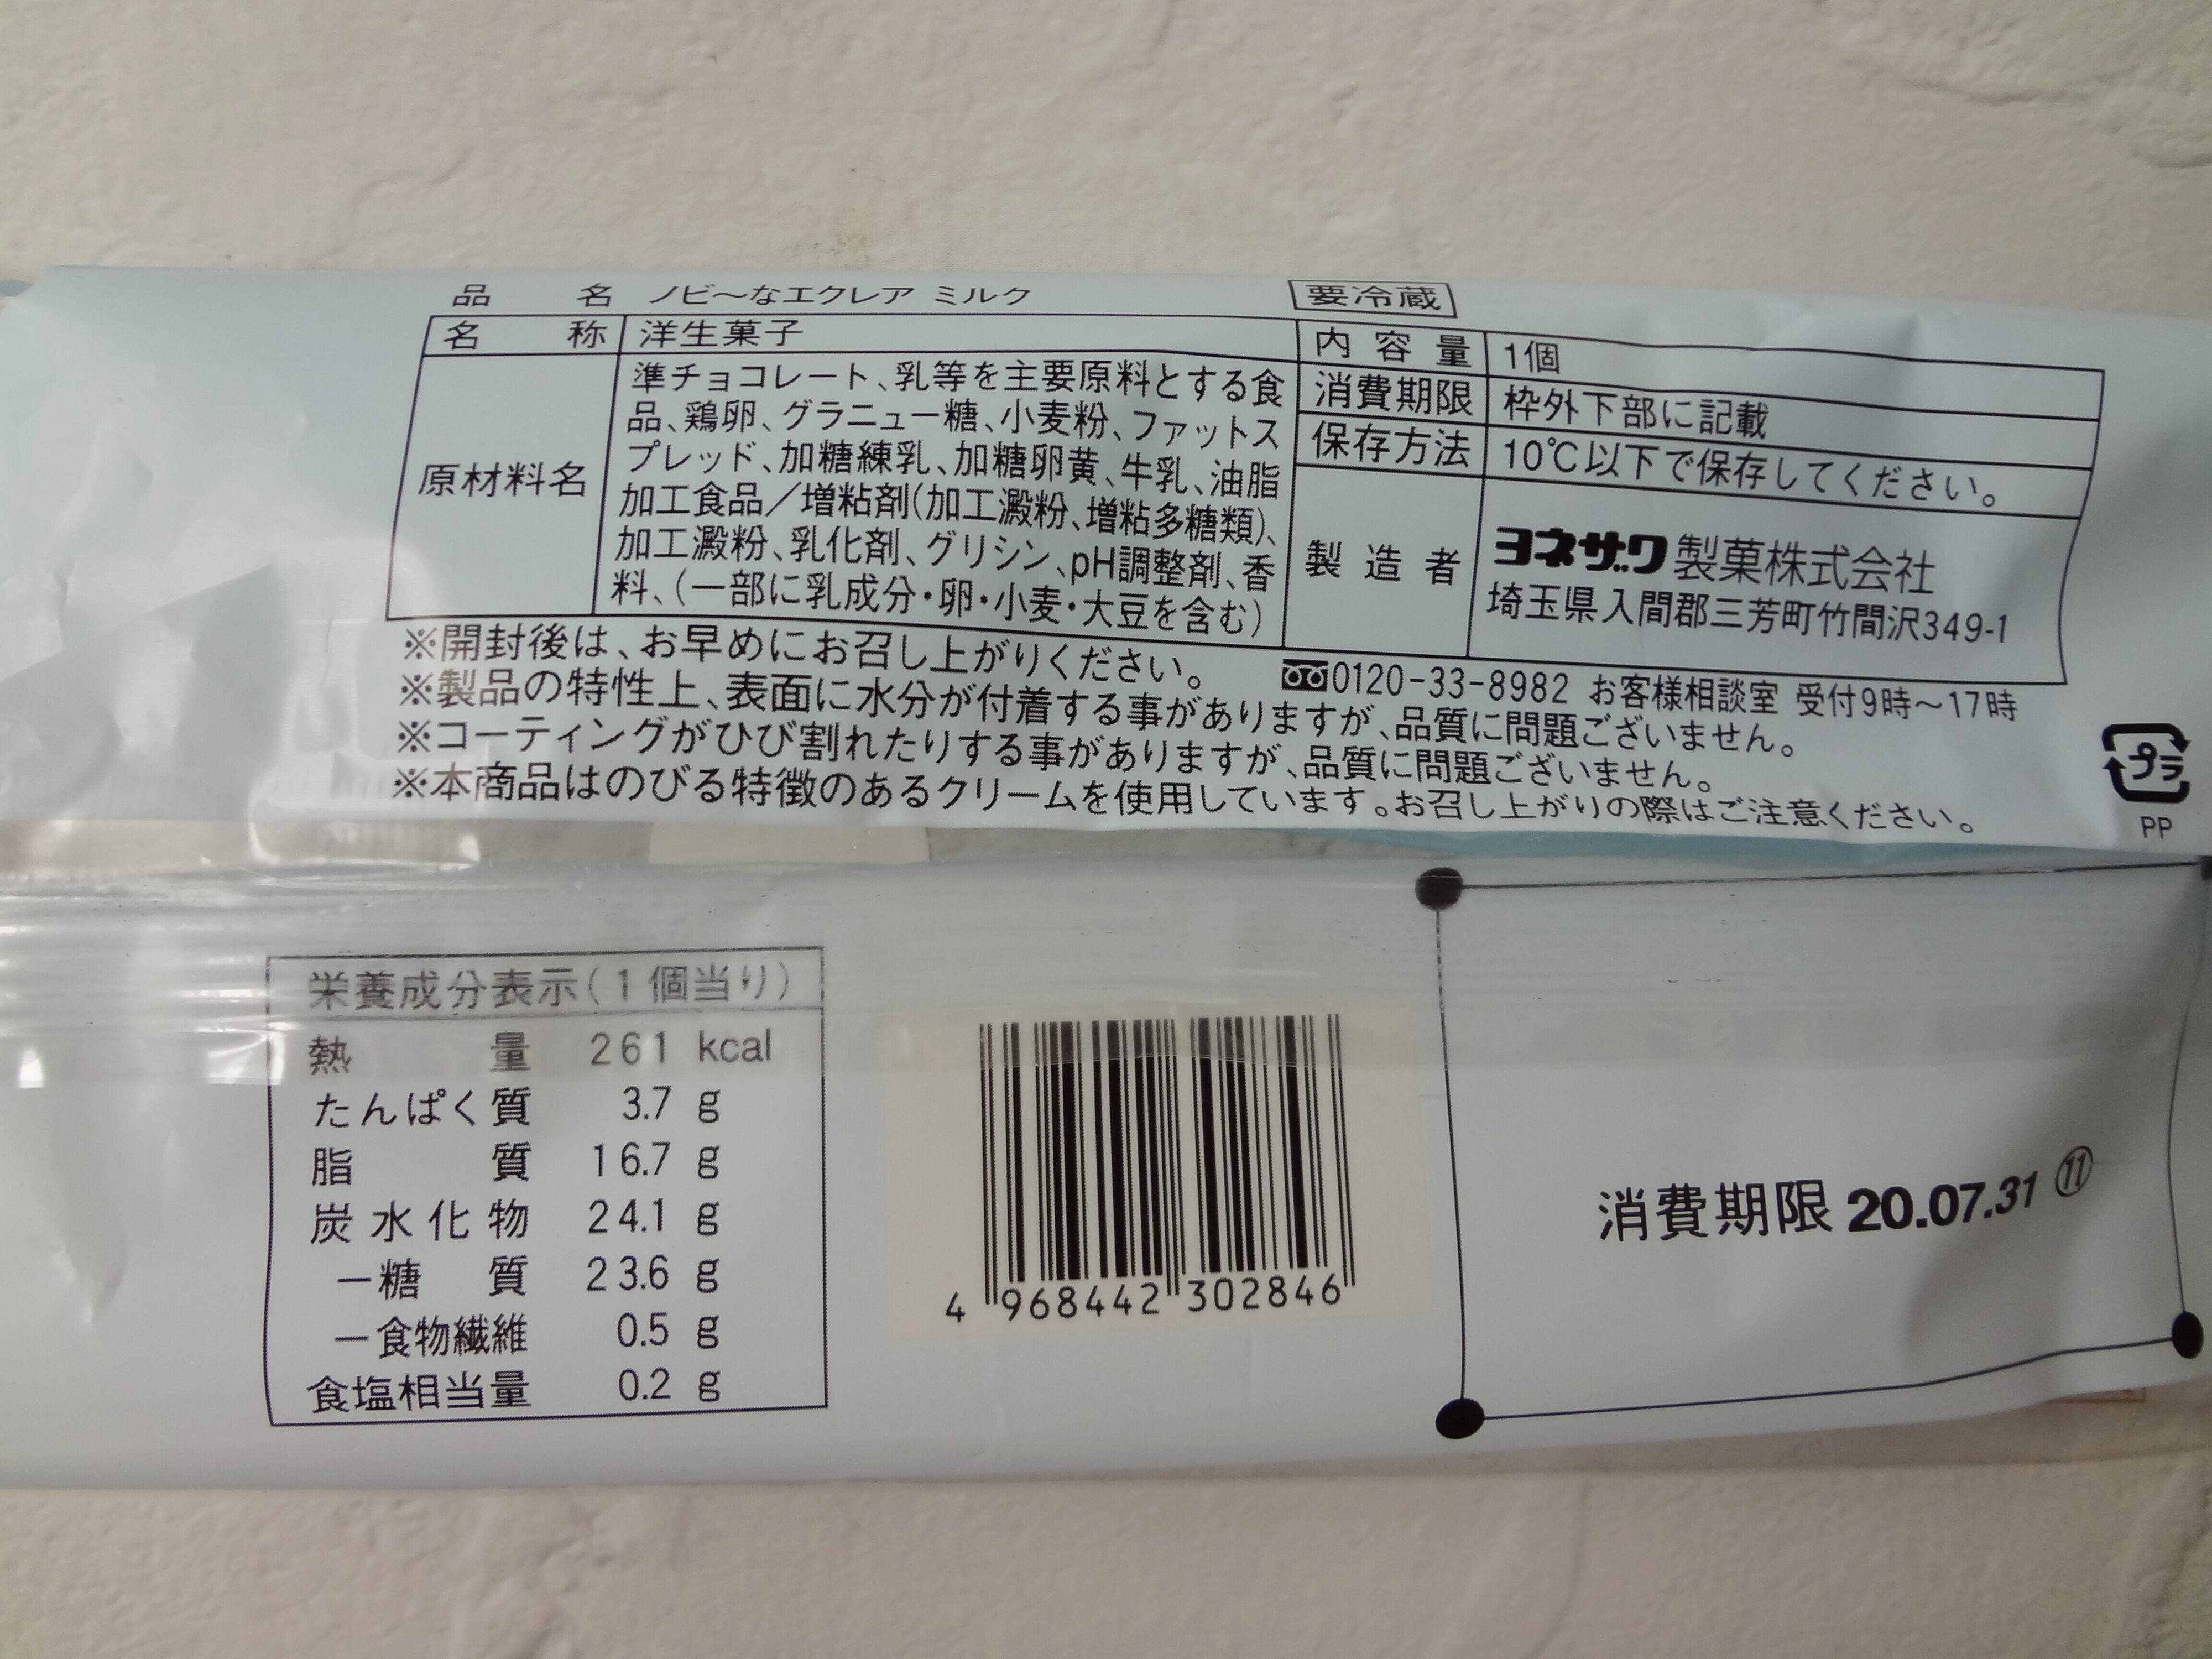 品名 ノビ〜なエクレア ミルク
要冷蔵
名称 洋生菓子
原材料名
準チョコレート、乳等を主要原料とする食
品、鶏卵、グラニュー糖、小麦粉、ファットス
プレッド、加糖練乳、加糖卵黄、牛乳、油脂
加工食品／増粘剤(加工澱粉、増粘多糖類)、
加工澱粉、乳化剤、グリシン、pH調整剤、香
料、(一部に乳成分・卵・小麦・大豆を含む)
内容量 1個
消費期限 枠外下部に記載
保存方法 10℃以下で保存してください。
製造者
ヨネザワ製菓株式会社
埼玉県入間郡三芳町竹間沢349-1
0120-33-8982 お客様相談室 受付9時〜17時
※開封後は、お早めにお召し上がりください。
※製品の特性上、表面に水分が付着する事がありますが、品質に問題ございません。
※コーティングがひび割れたりする事がありますが、品質に問題ございません。
※本商品はのびる特徴のあるクリームを使用しています。お召し上がりの際はご注意ください。
プラ
PP
栄養成分表示(1個当り)
熱量 261 kcal
たんぱく質 3.7 g
脂質 16.7 g
炭水化物 24.1 g
－糖質 23.6 g
－食物繊維 0.5 g
食塩相当量 0.2 g
4 968442 302846
消費期限 20.07.31 ⑪